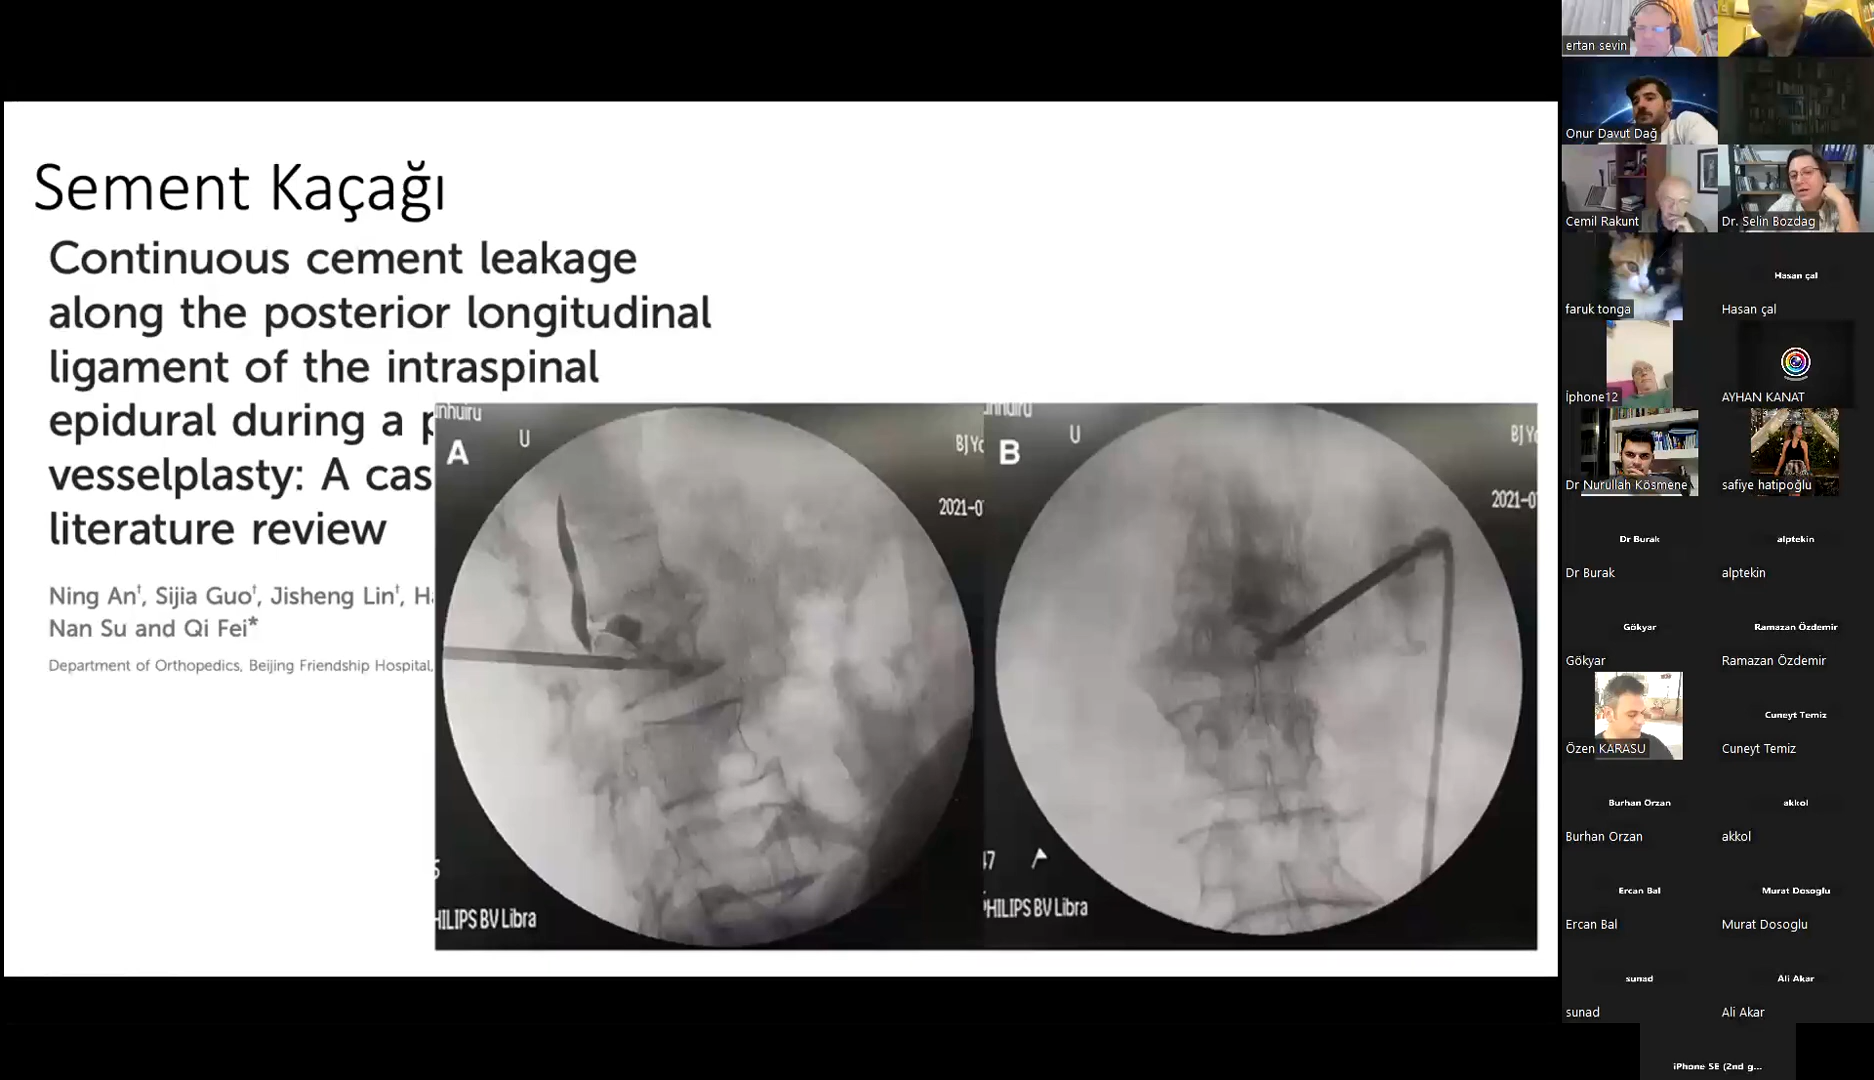 Sement Kaçağı
Continuous cement leakage
along the posterior longitudinal
ligament of the intraspinal
epidural during a
vesselplasty: A cas
literature review
Ning An†, Sijia Guo†, Jisheng Lin†,
Nan Su and Qi Fei*
Department of Orthopedics, Beijing Friendship Hospital,
nhuiru
A
U
2021-0
HILIPS BV Libra
B
U
2021-0
47
PHILIPS BV Libra
ertan sevin
Onur Davut Dağ
Cemil Rakunt
Dr. Selin Bozdag
faruk tonga
Hasan çal
Hasan çal
İphone12
AYHAN KANAT
Dr Nurullah Kösmene
safiye hatipoğlu
Dr Burak
alptekin
Dr Burak
alptekin
Gökyar
Ramazan Özdemir
Gökyar
Ramazan Özdemir
Cuneyt Temiz
Özen KARASU
Cuneyt Temiz
Burhan Orzan
akkol
Burhan Orzan
akkol
Ercan Bal
Murat Dosoglu
Ercan Bal
Murat Dosoglu
sunad
Ali Akar
sunad
Ali Akar
iPhone SE (2nd g...